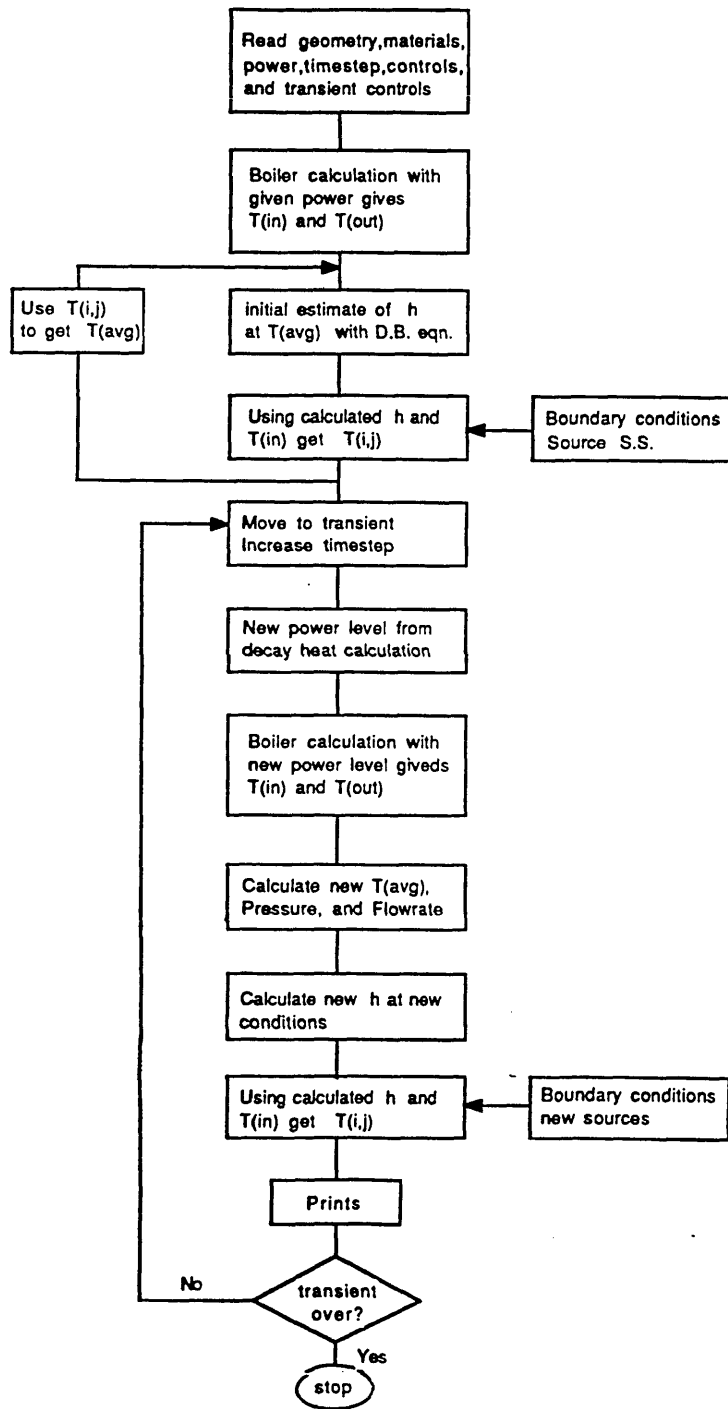 Read geometry,materials,
power,timestep,controls,
and transient controls
Boiler calculation with
given power gives
T(in) and T(out)
Use T(i,j)
to get T(avg)
Initial estimate of h
at T(avg) with D.B. eqn.
Using calculated h and
T(in) get T(i,j)
Boundary conditions
Source S.S.
Move to transient
Increase timestep
New power level from
decay heat calculation
Boiler calculation with
new power level giveds
T(in) and T(out)
Calculate new T(avg),
Pressure, and Flowrate
Calculate new h at new
conditions
Using calculated h and
T(in) get T(i,j)
Boundary conditions
new sources
Prints
No
transient
over?
Yes
stop